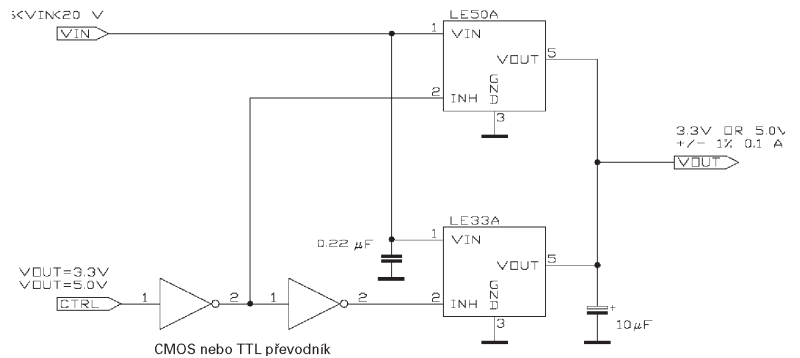 5<VIN<20 V
VIN
LE50A
1
VIN
VOUT
5
2
INH
GND
3
3.3V OR 5.0V
+/- 1% 0.1 A
VOUT
LE33A
0.22 µF
1
VIN
VOUT
5
VOUT=3.3V
VOUT=5.0V
CTRL
1
2
1
2
2
INH
GND
3
+
10µF
CMOS nebo TTL převodník